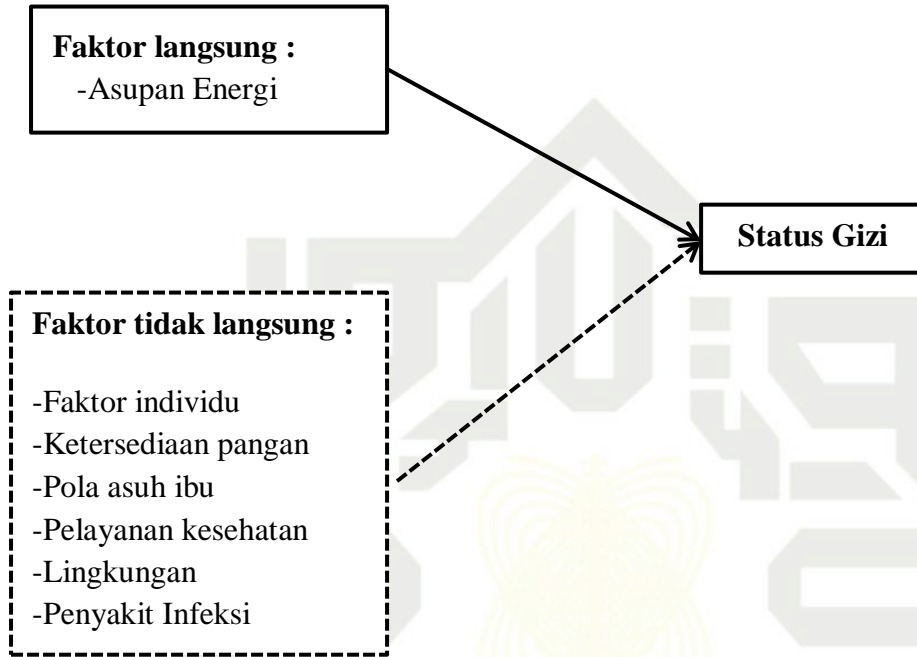 Faktor langsung :
-Asupan Energi
Status Gizi
Faktor tidak langsung :
-Faktor individu
-Ketersediaan pangan
-Pola asuh ibu
-Pelayanan kesehatan
-Lingkungan
-Penyakit Infeksi